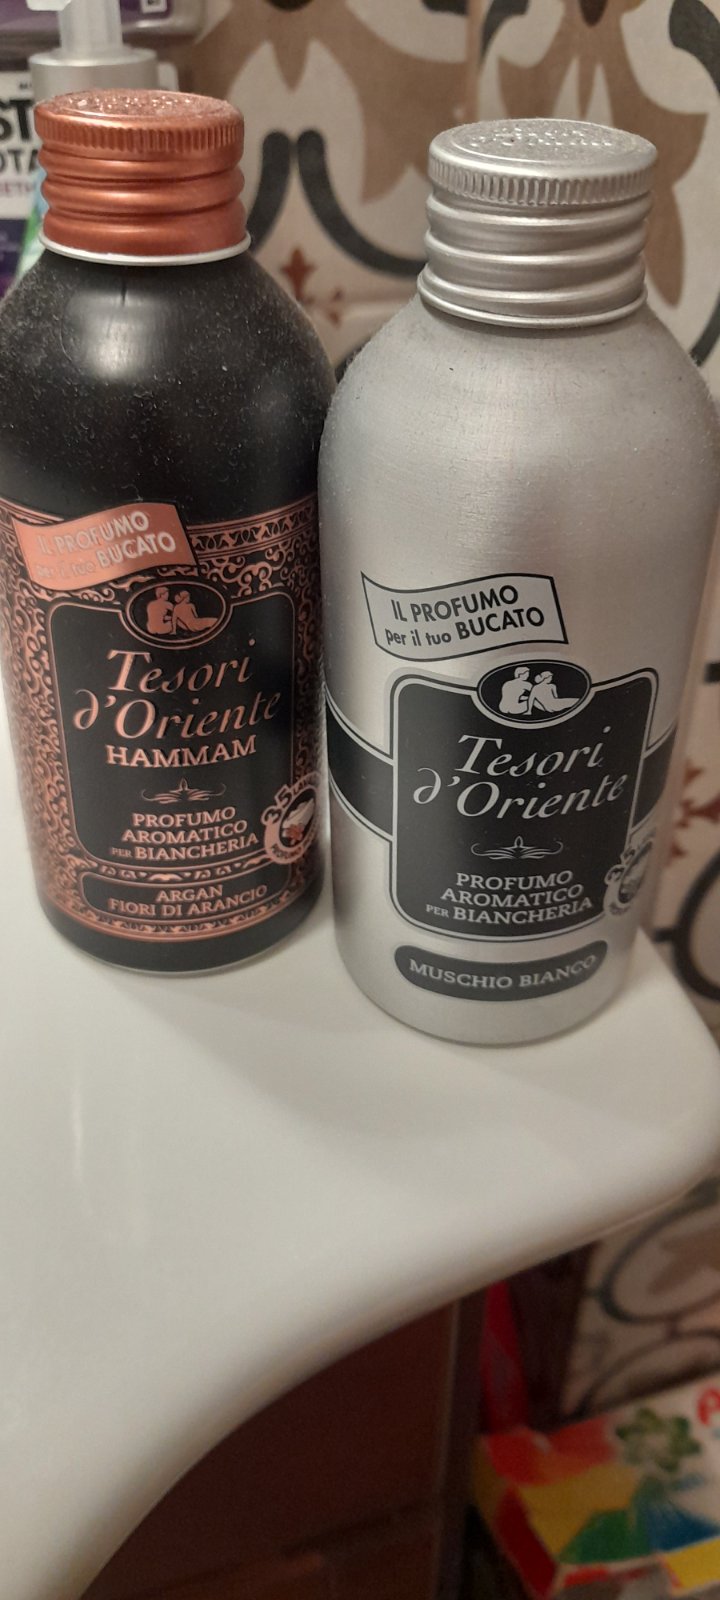 IL PROFUMO
per il tuo BUCATO
Tesori
d'Oriente
HAMMAM
PROFUMO
AROMATICO
PER BIANCHERIA
35
ARGAN
FIORI DI ARANCIO
IL PROFUMO
per il tuo BUCATO
Tesori
d'Oriente
PROFUMO
AROMATICO
PER BIANCHERIA
MUSCHIO BIANCO